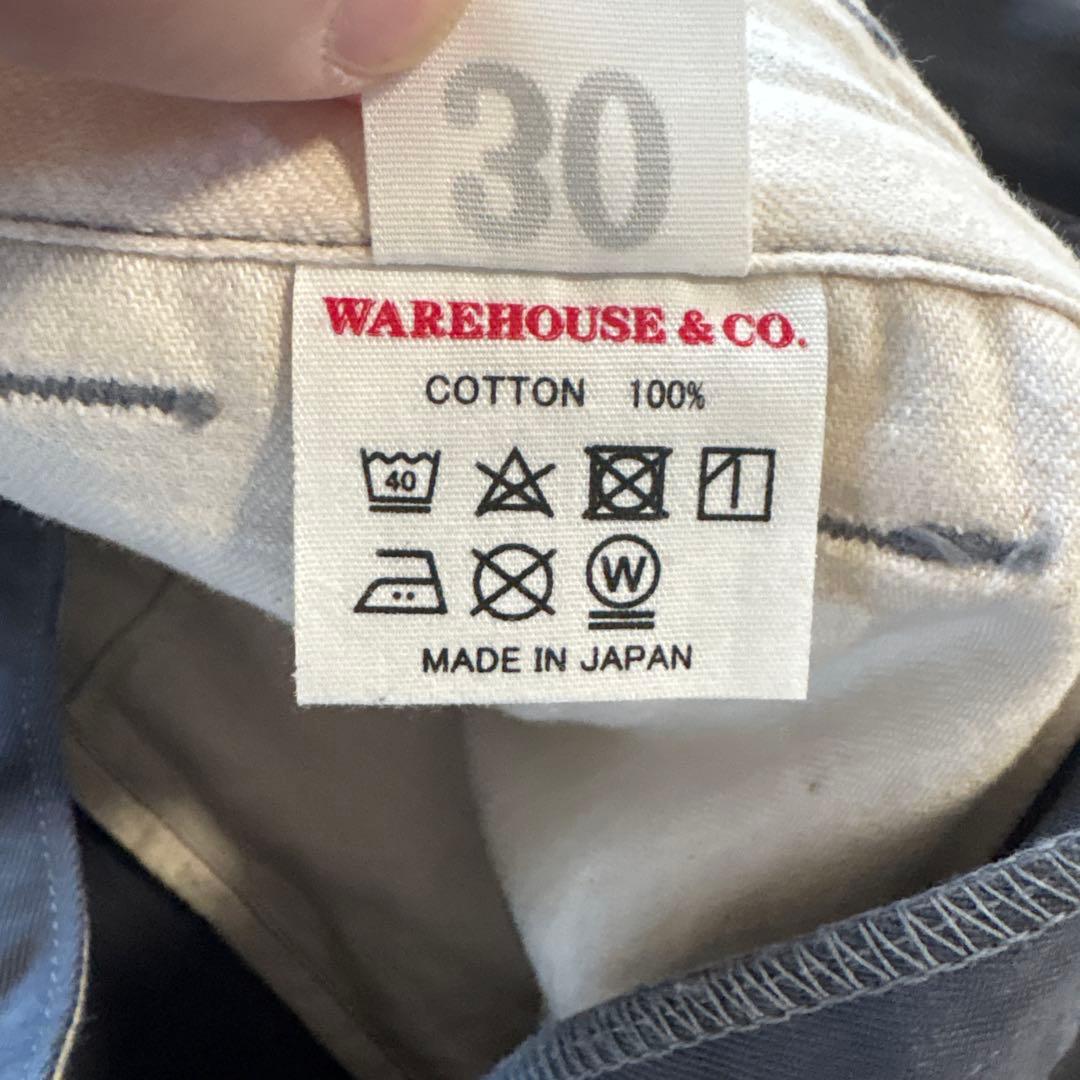 30
WAREHOUSE & CO.
COTTON 100%
40
W
MADE IN JAPAN